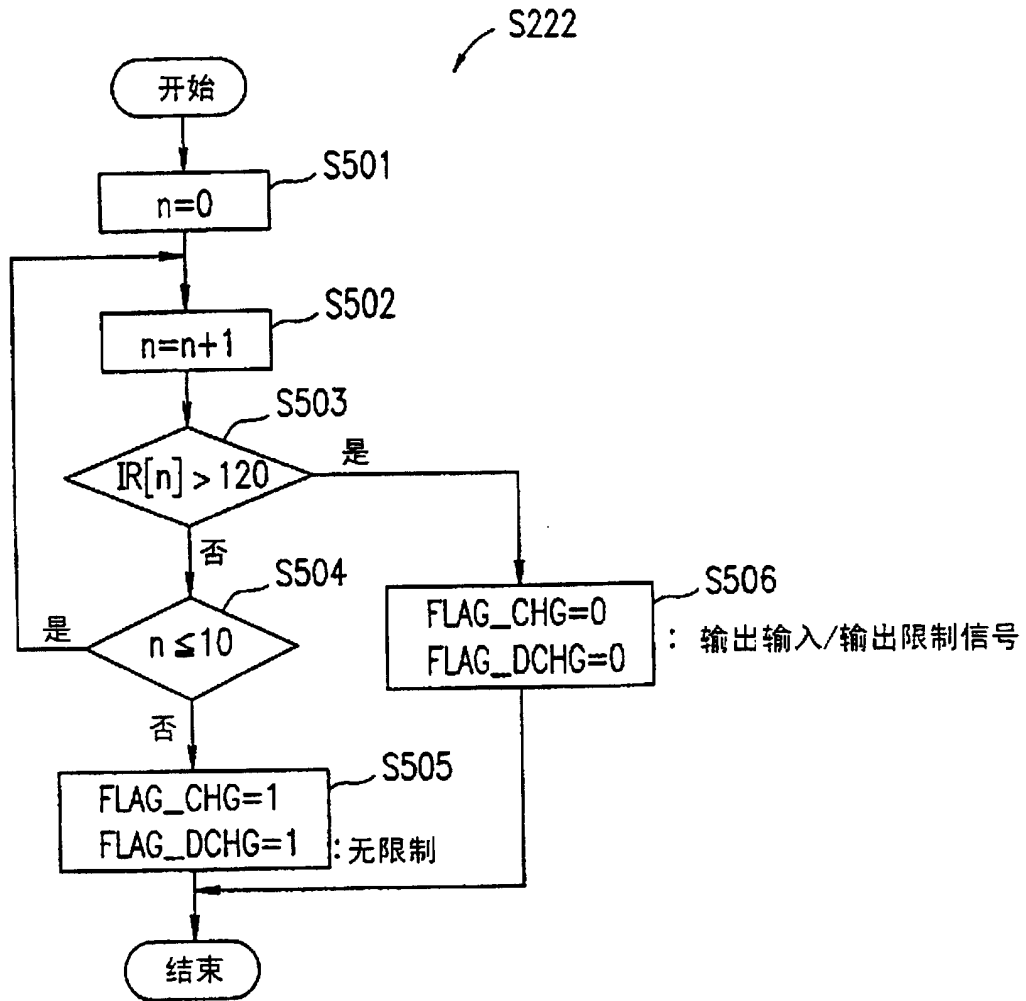 S222
开始
S501
n=0
S502
n=n+1
S503
IR[n]>120
是
否
S504
n≦10
是
否
S506
FLAG_CHG=0
FLAG_DCHG=0
: 输出输入/输出限制信号
S505
FLAG_CHG=1
FLAG_DCHG=1
:无限制
结束